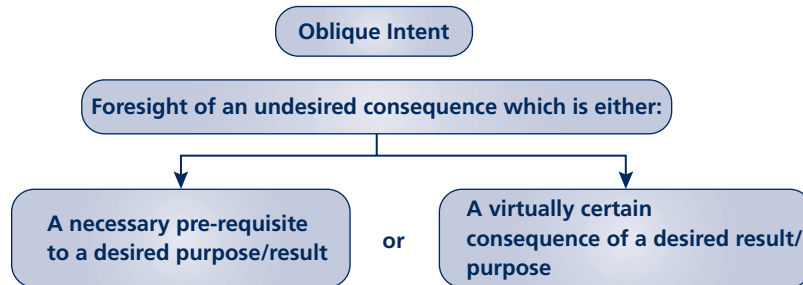 Oblique Intent
Foresight of an undesired consequence which is either:
A necessary pre-requisite
to a desired purpose/result
or
A virtually certain
consequence of a desired result/
purpose